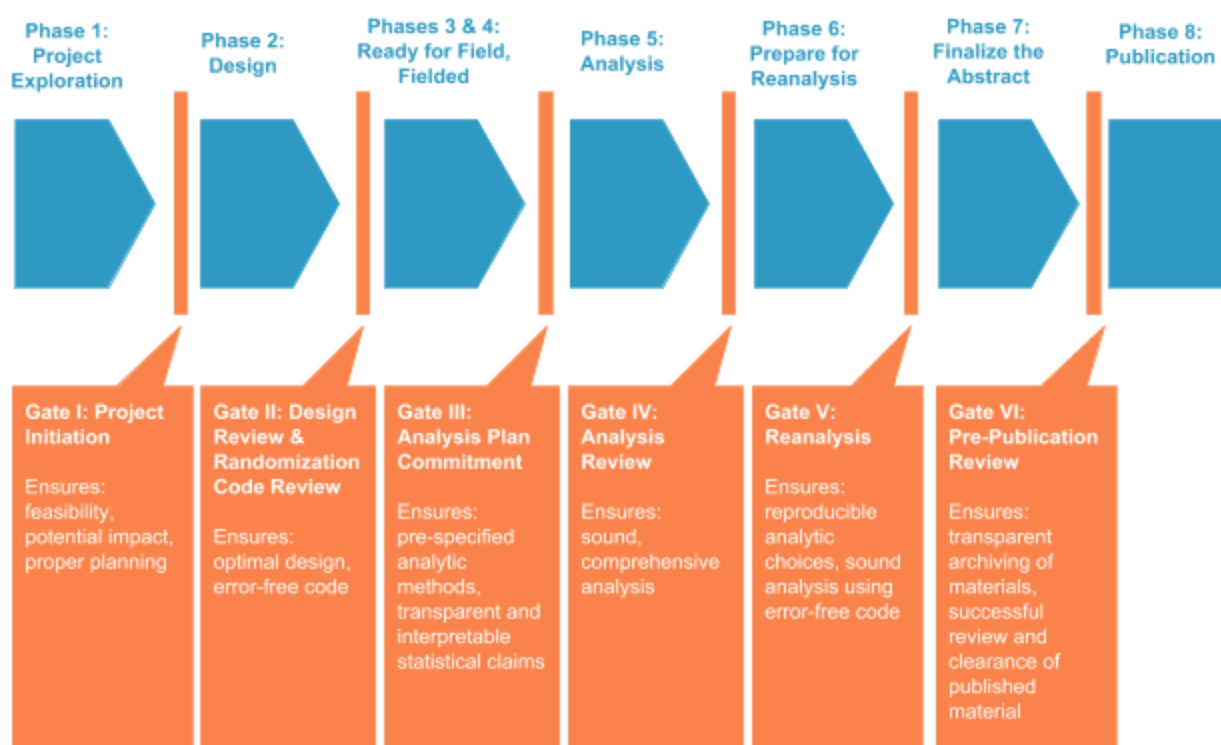 Phase 1:
Project
Exploration
Phase 2:
Design
Phases 3 & 4:
Ready for Field,
Fielded
Phase 5:
Analysis
Phase 6:
Prepare for
Reanalysis
Phase 7:
Finalize the
Abstract
Phase 8:
Publication
Gate I: Project
Initiation
Ensures:
feasibility,
potential impact,
proper planning
Gate II: Design
Review &
Randomization
Code Review
Ensures:
optimal design,
error-free code
Gate III:
Analysis Plan
Commitment
Ensures:
pre-specified
analytic
methods,
transparent and
interpretable
statistical claims
Gate IV:
Analysis
Review
Ensures:
sound,
comprehensive
analysis
Gate V:
Reanalysis
Ensures:
reproducible
analytic
choices, sound
analysis using
error-free code
Gate VI:
Pre-Publication
Review
Ensures:
transparent
archiving of
materials,
successful
review and
clearance of
published
material